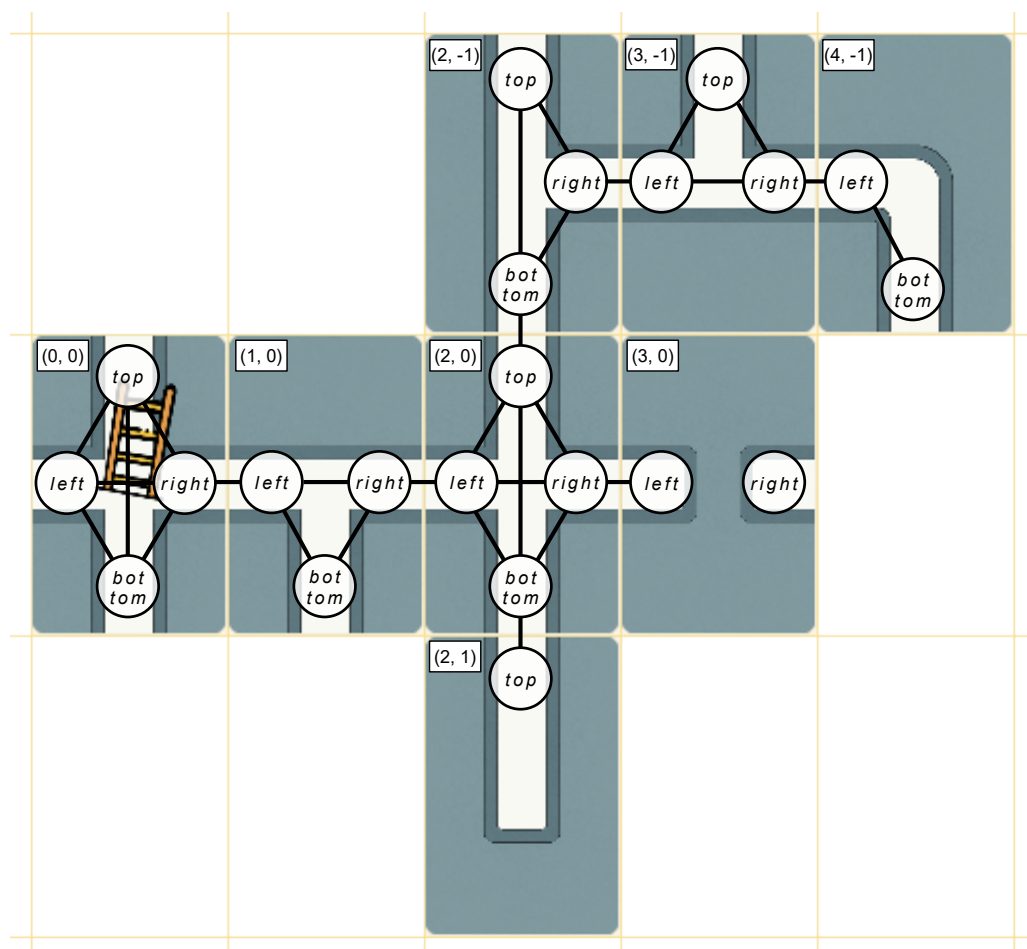 (2, -1)
top
(3, -1)
top
(4, -1)
right
left
right
left
bot
tom
bot
tom
(0, 0)
top
(1, 0)
(2, 0)
top
(3, 0)
left
right
left
right
left
right
left
right
bot
tom
bot
tom
bot
tom
(2, 1)
top